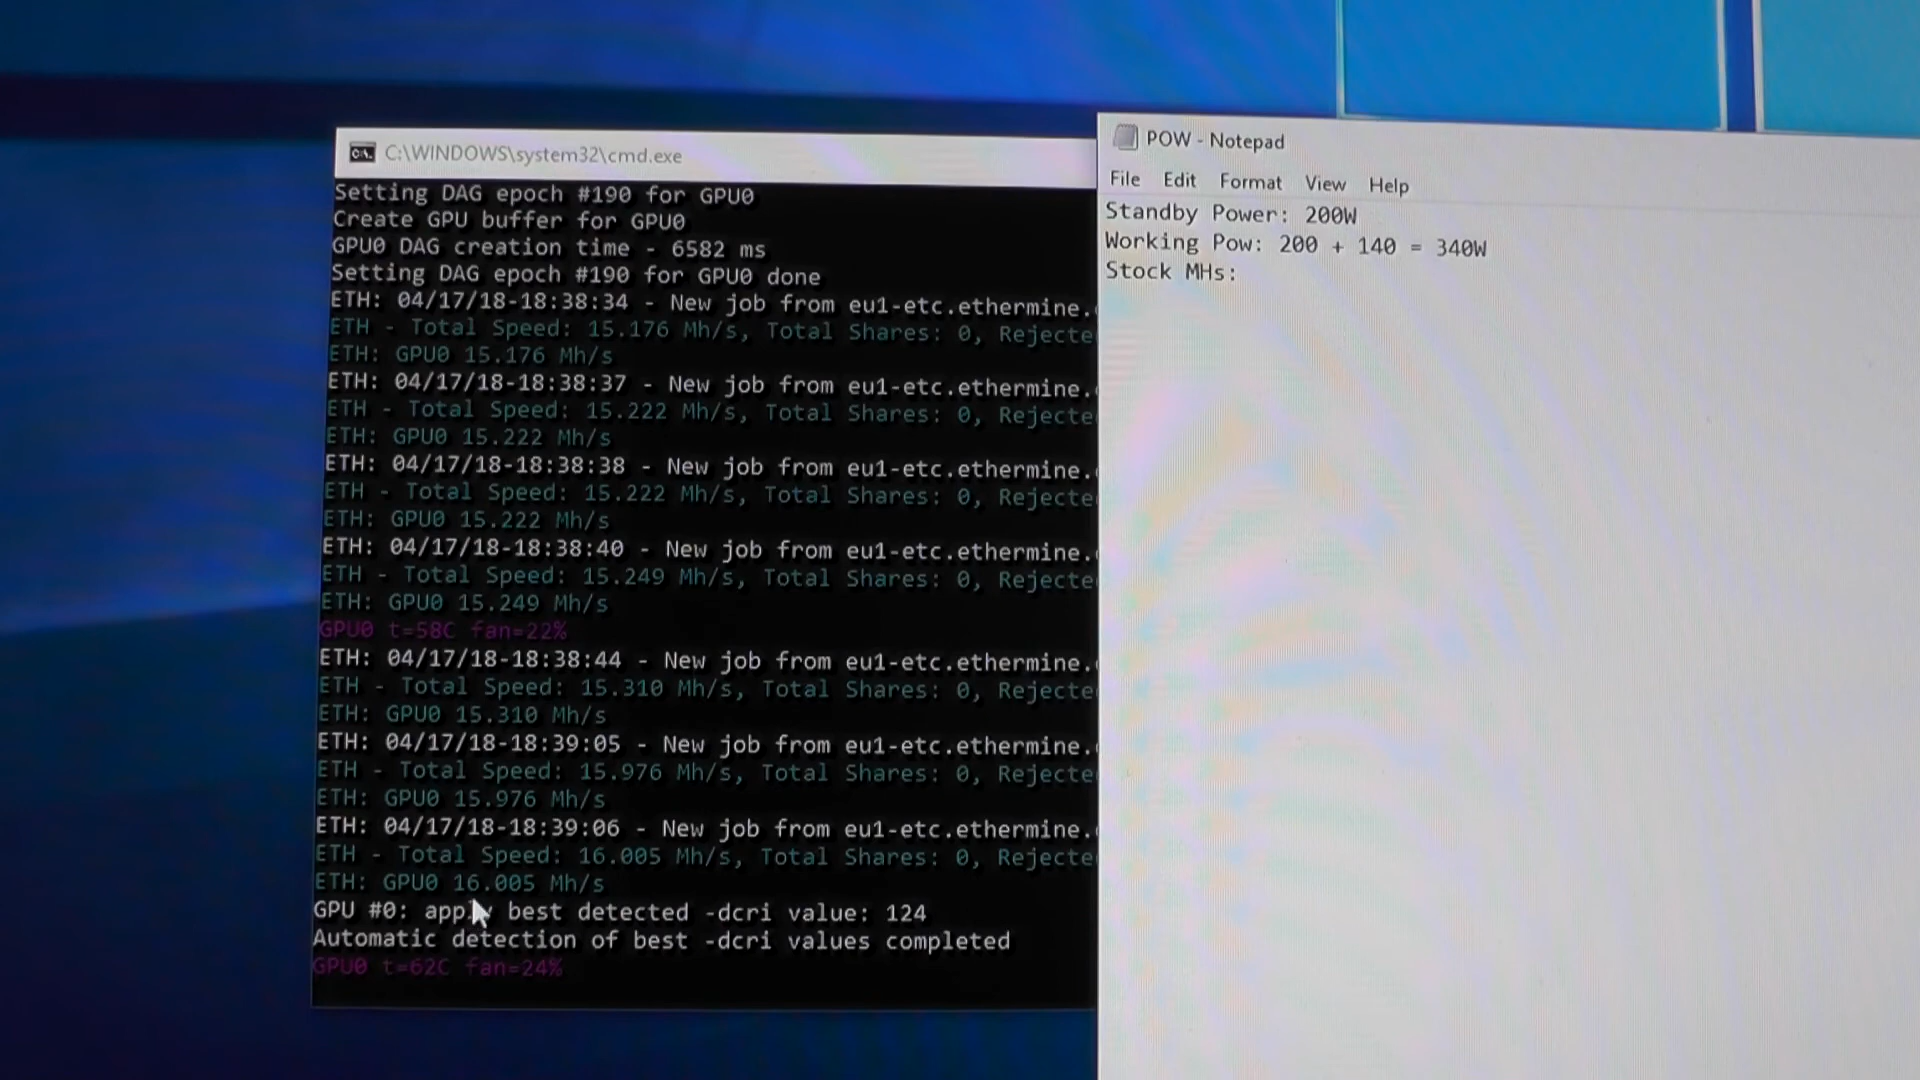 C:\WINDOWS\system32\cmd.exe
Setting DAG epoch #190 for GPU0
Create GPU buffer for GPU0
GPU0 DAG creation time - 6582 ms
Setting DAG epoch #190 for GPU0 done
ETH: 04/17/18-18:38:34 - New job from eu1-etc.ethermine.
ETH - Total Speed: 15.176 Mh/s, Total Shares: 0, Rejecte
ETH: GPU0 15.176 Mh/s
ETH: 04/17/18-18:38:37 - New job from eu1-etc.ethermine.
ETH - Total Speed: 15.222 Mh/s, Total Shares: 0, Rejecte
ETH: GPU0 15.222 Mh/s
ETH: 04/17/18-18:38:38 - New job from eu1-etc.ethermine.
ETH - Total Speed: 15.222 Mh/s, Total Shares: 0, Rejecte
ETH: GPU0 15.222 Mh/s
ETH: 04/17/18-18:38:40 - New job from eu1-etc.ethermine.
ETH - Total Speed: 15.249 Mh/s, Total Shares: 0, Rejecte
ETH: GPU0 15.249 Mh/s
GPU0 t=58C fan=22%
ETH: 04/17/18-18:38:44 - New job from eu1-etc.ethermine.
ETH - Total Speed: 15.310 Mh/s, Total Shares: 0, Rejecte
ETH: GPU0 15.310 Mh/s
ETH: 04/17/18-18:39:05 - New job from eu1-etc.ethermine.
ETH - Total Speed: 15.976 Mh/s, Total Shares: 0, Rejecte
ETH: GPU0 15.976 Mh/s
ETH: 04/17/18-18:39:06 - New job from eu1-etc.ethermine.
ETH - Total Speed: 16.005 Mh/s, Total Shares: 0, Rejecte
ETH: GPU0 16.005 Mh/s
GPU #0: apply best detected -dcri value: 124
Automatic detection of best -dcri values completed
GPU0 t=62C fan=24%
POW - Notepad
File Edit Format View Help
Standby Power: 200W
Working Pow: 200 + 140 = 340W
Stock MHs: